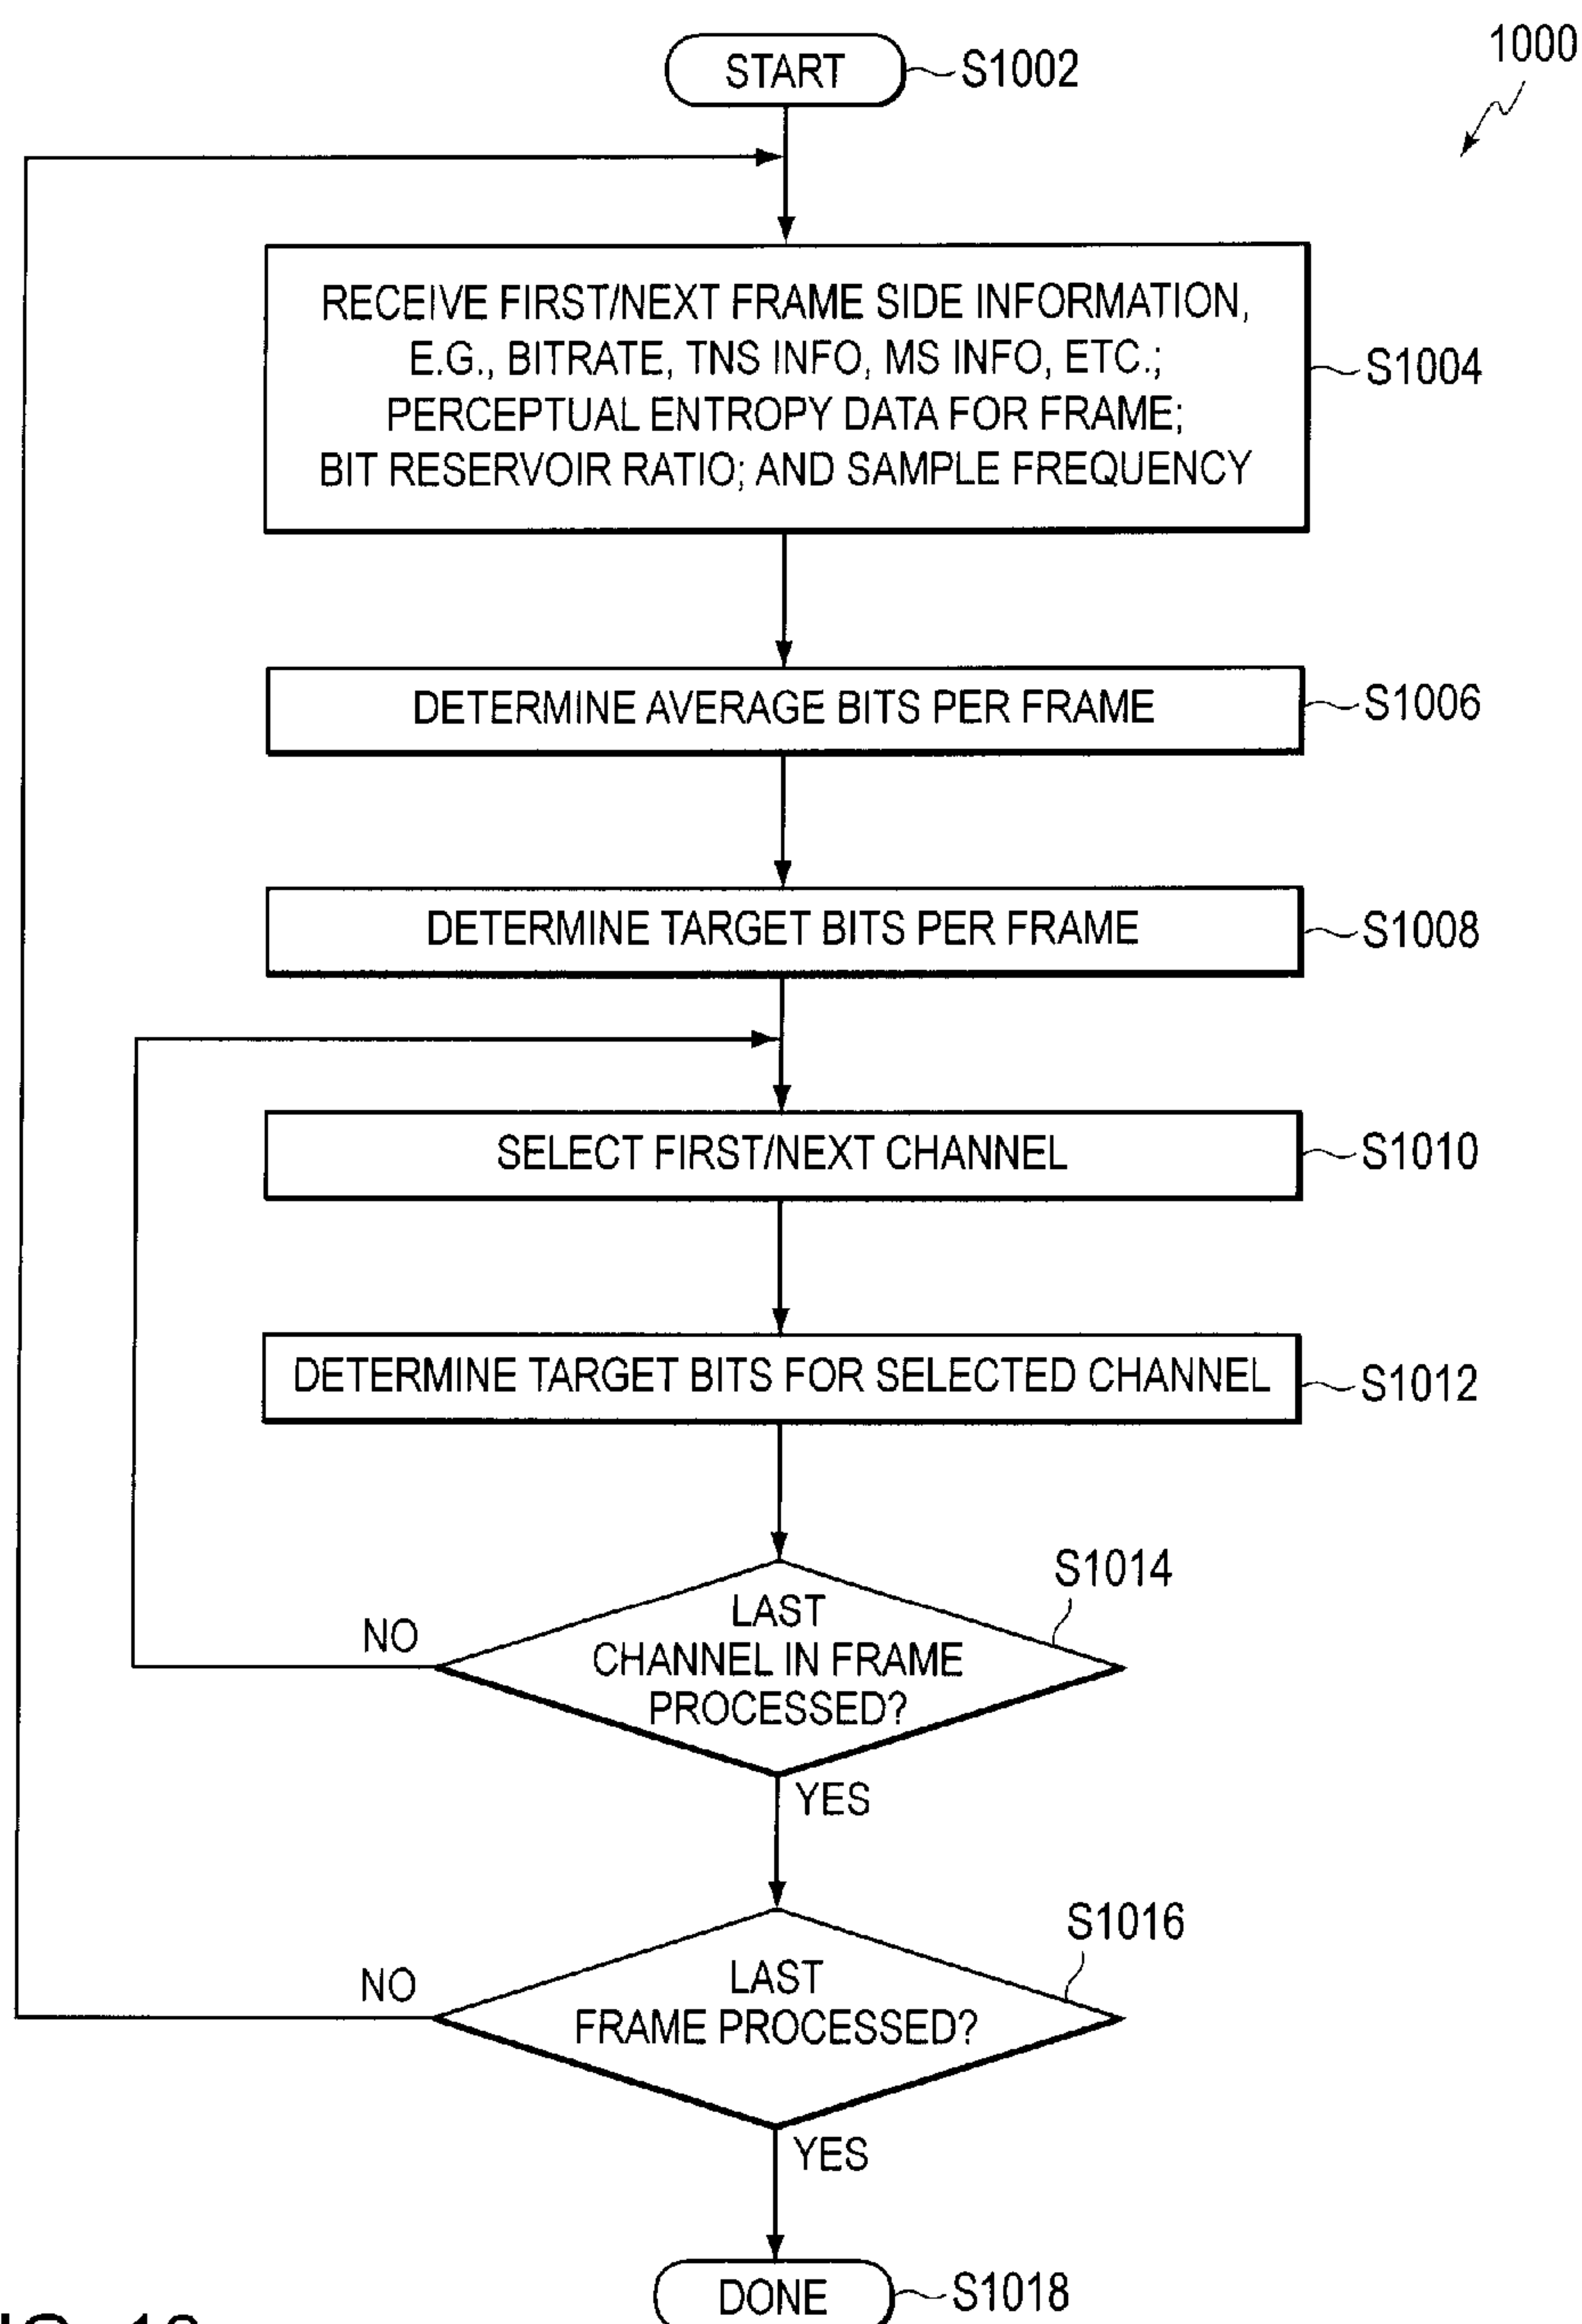 1000
START
S1002
RECEIVE FIRST/NEXT FRAME SIDE INFORMATION,
E.G., BITRATE, TNS INFO, MS INFO, ETC.;
PERCEPTUAL ENTROPY DATA FOR FRAME;
BIT RESERVOIR RATIO; AND SAMPLE FREQUENCY
S1004
DETERMINE AVERAGE BITS PER FRAME
S1006
DETERMINE TARGET BITS PER FRAME
S1008
SELECT FIRST/NEXT CHANNEL
S1010
DETERMINE TARGET BITS FOR SELECTED CHANNEL
S1012
S1014
LAST
CHANNEL IN FRAME
PROCESSED?
NO
YES
S1016
LAST
FRAME PROCESSED?
NO
YES
DONE
S1018